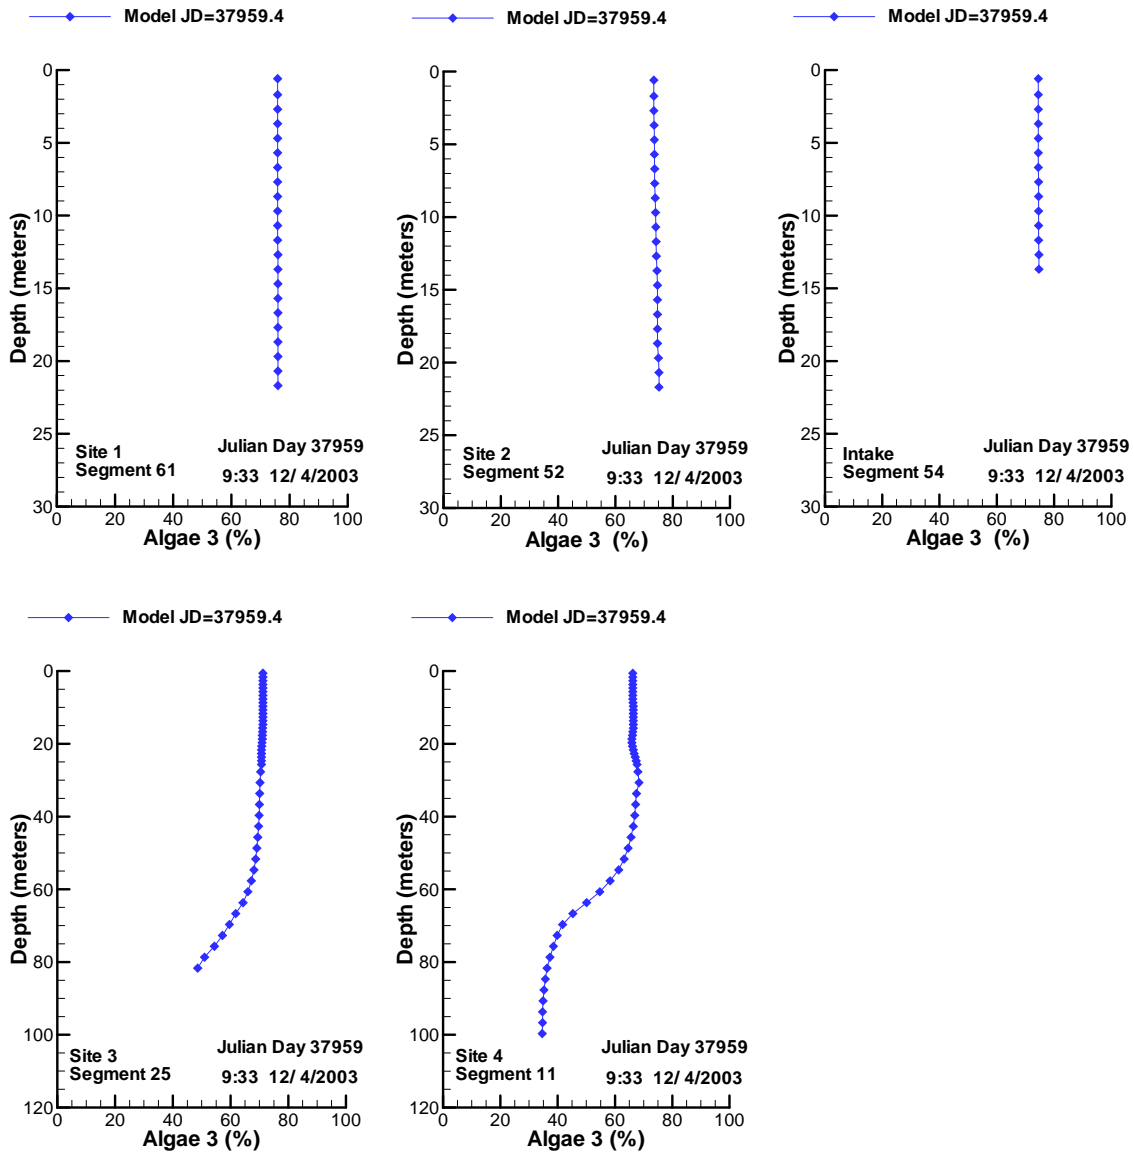 Model JD=37959.4
0
5
10
15
20
25
30
0
20
40
60
80
100
Depth (meters)
Algae 3 (%)
Site 1
Segment 61
Julian Day 37959
9:33 12/ 4/2003
Model JD=37959.4
0
5
10
15
20
25
30
0
20
40
60
80
100
Depth (meters)
Algae 3 (%)
Site 2
Segment 52
Julian Day 37959
9:33 12/ 4/2003
Model JD=37959.4
0
5
10
15
20
25
30
0
20
40
60
80
100
Depth (meters)
Algae 3 (%)
Intake
Segment 54
Julian Day 37959
9:33 12/ 4/2003
Model JD=37959.4
0
20
40
60
80
100
120
0
20
40
60
80
100
Depth (meters)
Algae 3 (%)
Site 3
Segment 25
Julian Day 37959
9:33 12/ 4/2003
Model JD=37959.4
0
20
40
60
80
100
120
0
20
40
60
80
100
Depth (meters)
Algae 3 (%)
Site 4
Segment 11
Julian Day 37959
9:33 12/ 4/2003